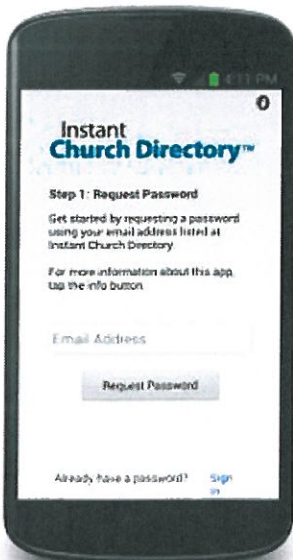 4:11 PM
Instant
Church Directory™
Step 1: Request Password
Get started by requesting a password
using your email address listed at
Instant Church Directory.
For more information about this app,
tap the info button.
Email Address
Request Password
Already have a password? Sign
in